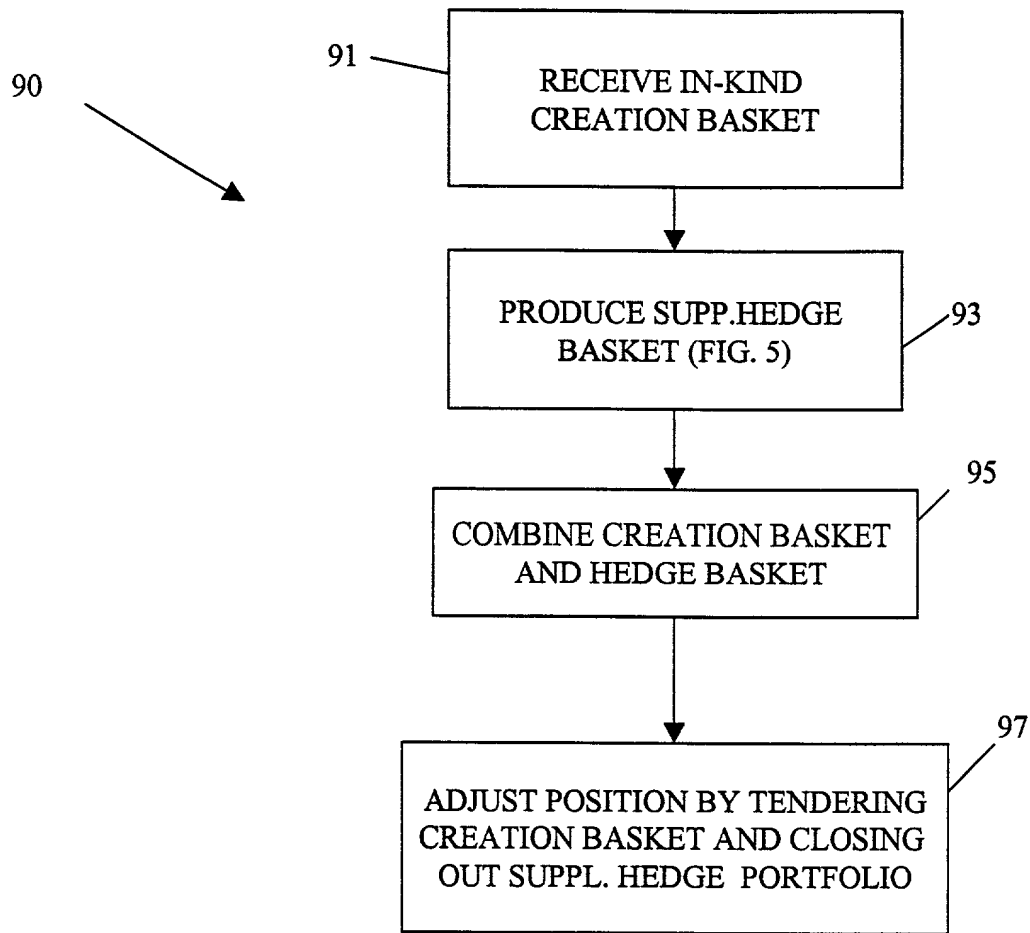 90
91
RECEIVE IN-KIND
CREATION BASKET
PRODUCE SUPP.HEDGE
BASKET (FIG. 5)
93
COMBINE CREATION BASKET
AND HEDGE BASKET
95
ADJUST POSITION BY TENDERING
CREATION BASKET AND CLOSING
OUT SUPPL. HEDGE PORTFOLIO
97